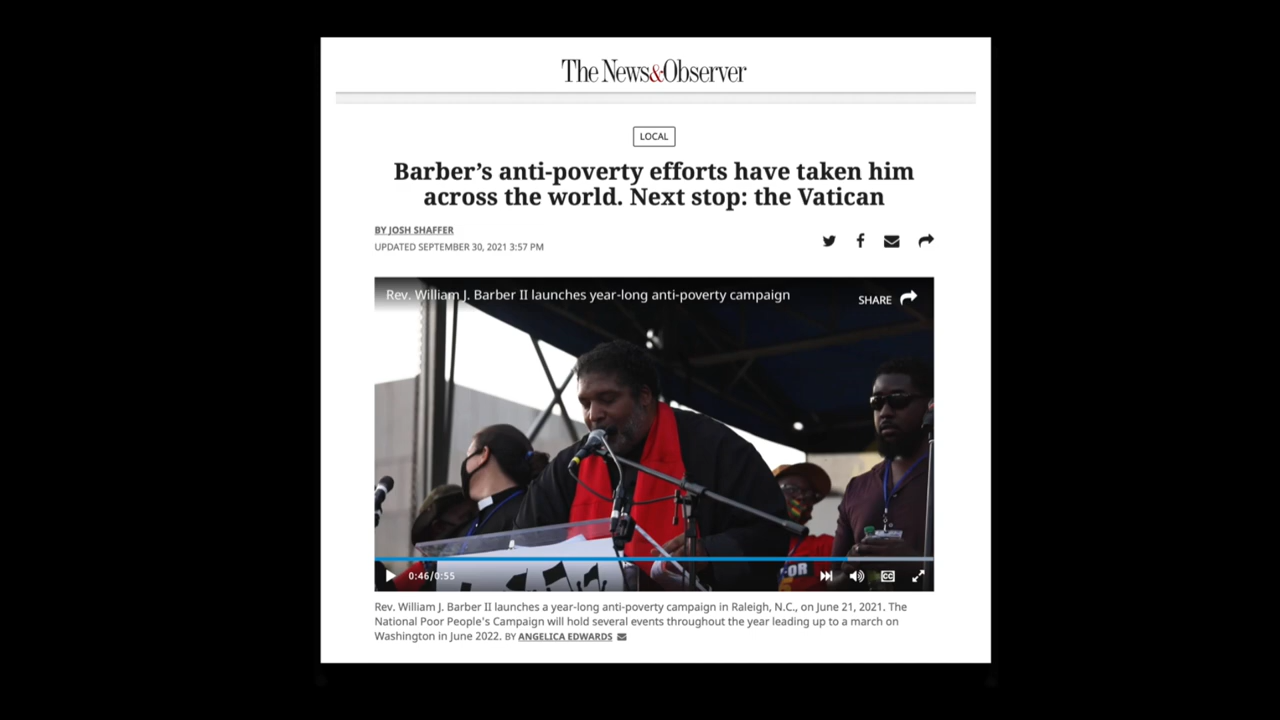 The News&Observer
LOCAL
Barber's anti-poverty efforts have taken him
across the world. Next stop: the Vatican
BY JOSH SHAFFER
UPDATED SEPTEMBER 30, 2021 3:57 PM
Rev. William J. Barber II launches year-long anti-poverty campaign
SHARE
OR
0:46/0:55
CC
Rev. William J. Barber II launches a year-long anti-poverty campaign in Raleigh, N.C., on June 21, 2021. The
National Poor People's Campaign will hold several events throughout the year leading up to a march on
Washington in June 2022. BY ANGELICA EDWARDS